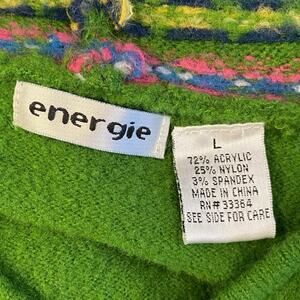 energie
L
72% ACRYLIC
25% NYLON
3% SPANDEX
MADE IN CHINA
RN# 33364
SEE SIDE FOR CARE